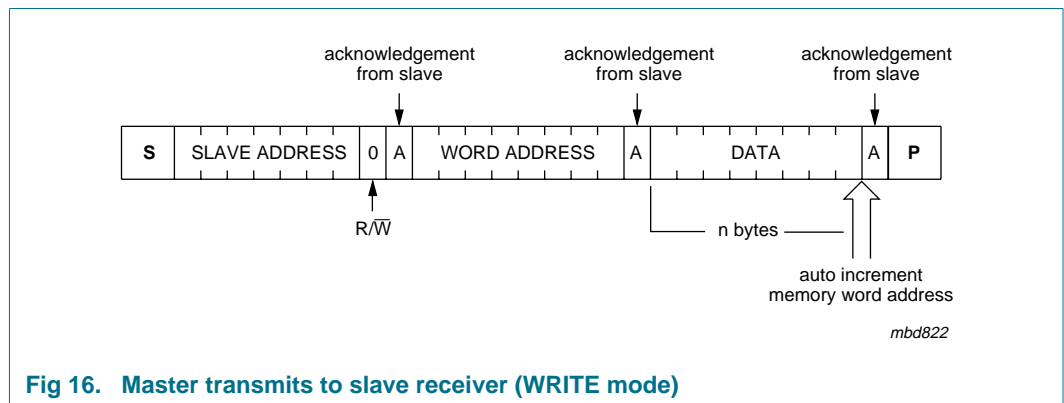 acknowledgement acknowledgement acknowledgement
from slave from slave from slave
S SLAVE ADDRESS 0 A WORD ADDRESS A DATA A P
R/W̅
n bytes
auto increment
memory word address
mbd822
Fig 16. Master transmits to slave receiver (WRITE mode)